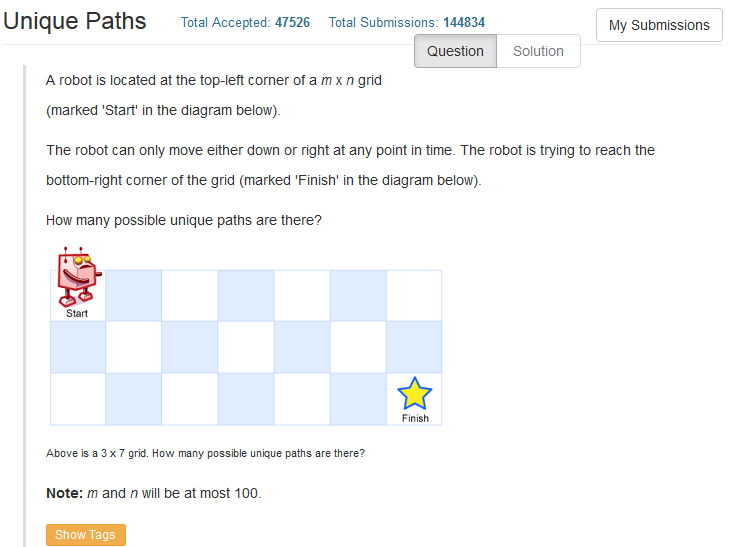 Unique Paths Total Accepted: 47526 Total Submissions: 144834 My Submissions
Question Solution
A robot is located at the top-left corner of a m x n grid
(marked 'Start' in the diagram below).
The robot can only move either down or right at any point in time. The robot is trying to reach the
bottom-right corner of the grid (marked 'Finish' in the diagram below).
How many possible unique paths are there?
Start
Finish
Above is a 3 x 7 grid. How many possible unique paths are there?
Note: m and n will be at most 100.
Show Tags